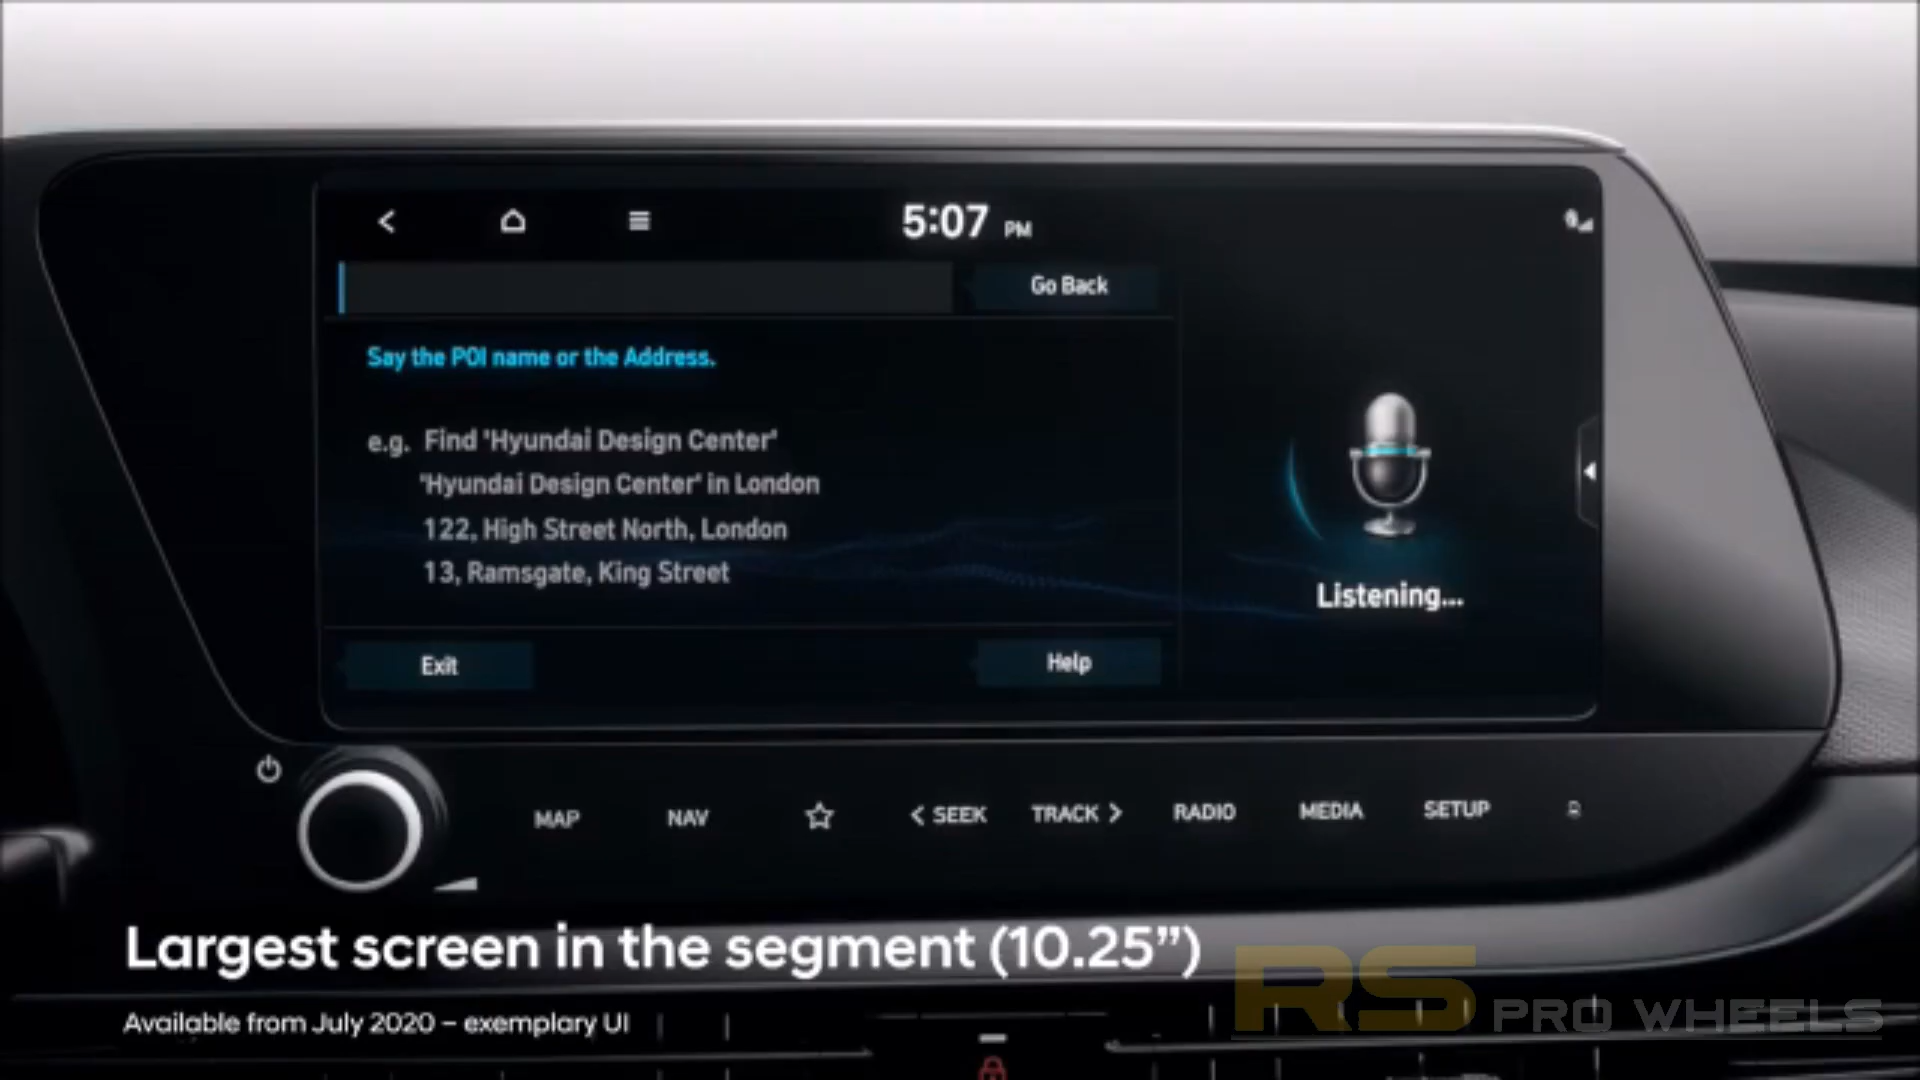 5:07 PM
Go Back
Say the POI name or the Address.
e.g. Find 'Hyundai Design Center'
'Hyundai Design Center' in London
122, High Street North, London
13, Ramsgate, King Street
Listening...
Exit
Help
MAP NAV < SEEK TRACK > RADIO MEDIA SETUP
Largest screen in the segment (10.25”)
Available from July 2020 – exemplary UI
RS PRO WHEELS